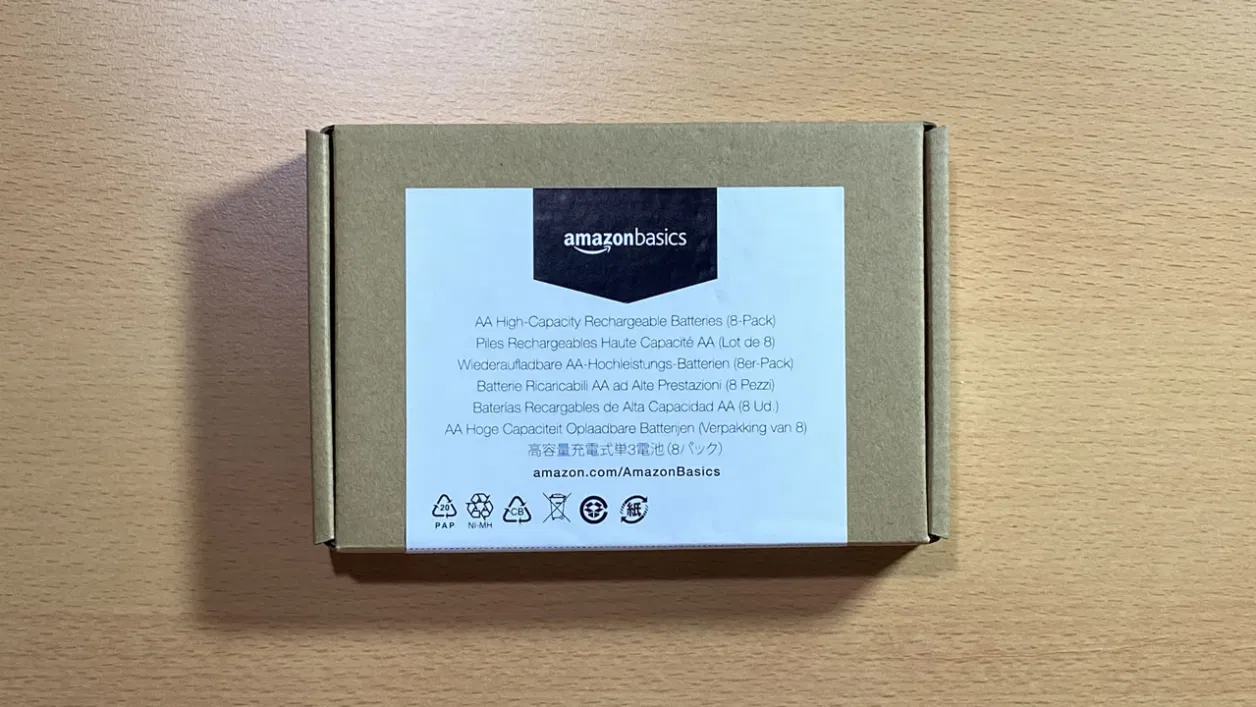 amazonbasics
AA High-Capacity Rechargeable Batteries (8-Pack)
Piles Rechargeables Haute Capacité AA (Lot de 8)
Wiederaufladbare AA-Hochleistungs-Batterien (8er-Pack)
Batterie Ricaricabili AA ad Alte Prestazioni (8 Pezzi)
Baterías Recargables de Alta Capacidad AA (8 Ud.)
AA Hoge Capaciteit Oplaadbare Batterijen (Verpakking van 8)
高容量充電式単3電池（8パック）
amazon.com/AmazonBasics
20 CB 紙
PAP Ni-MH